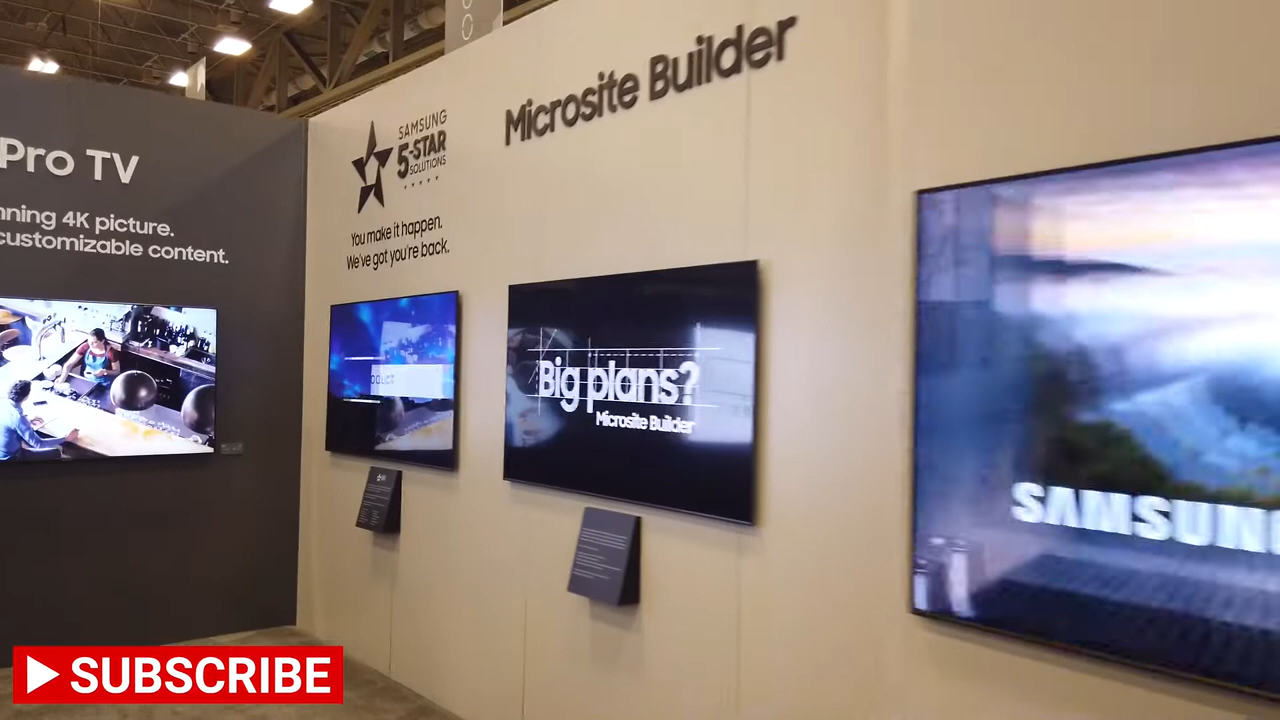 Pro TV
nning 4K picture.
customizable content.
SAMSUNG
5-STAR
SOLUTIONS
You make it happen.
We've got you're back.
Microsite Builder
Big plans?
Microsite Builder
SAMSUNG
SUBSCRIBE